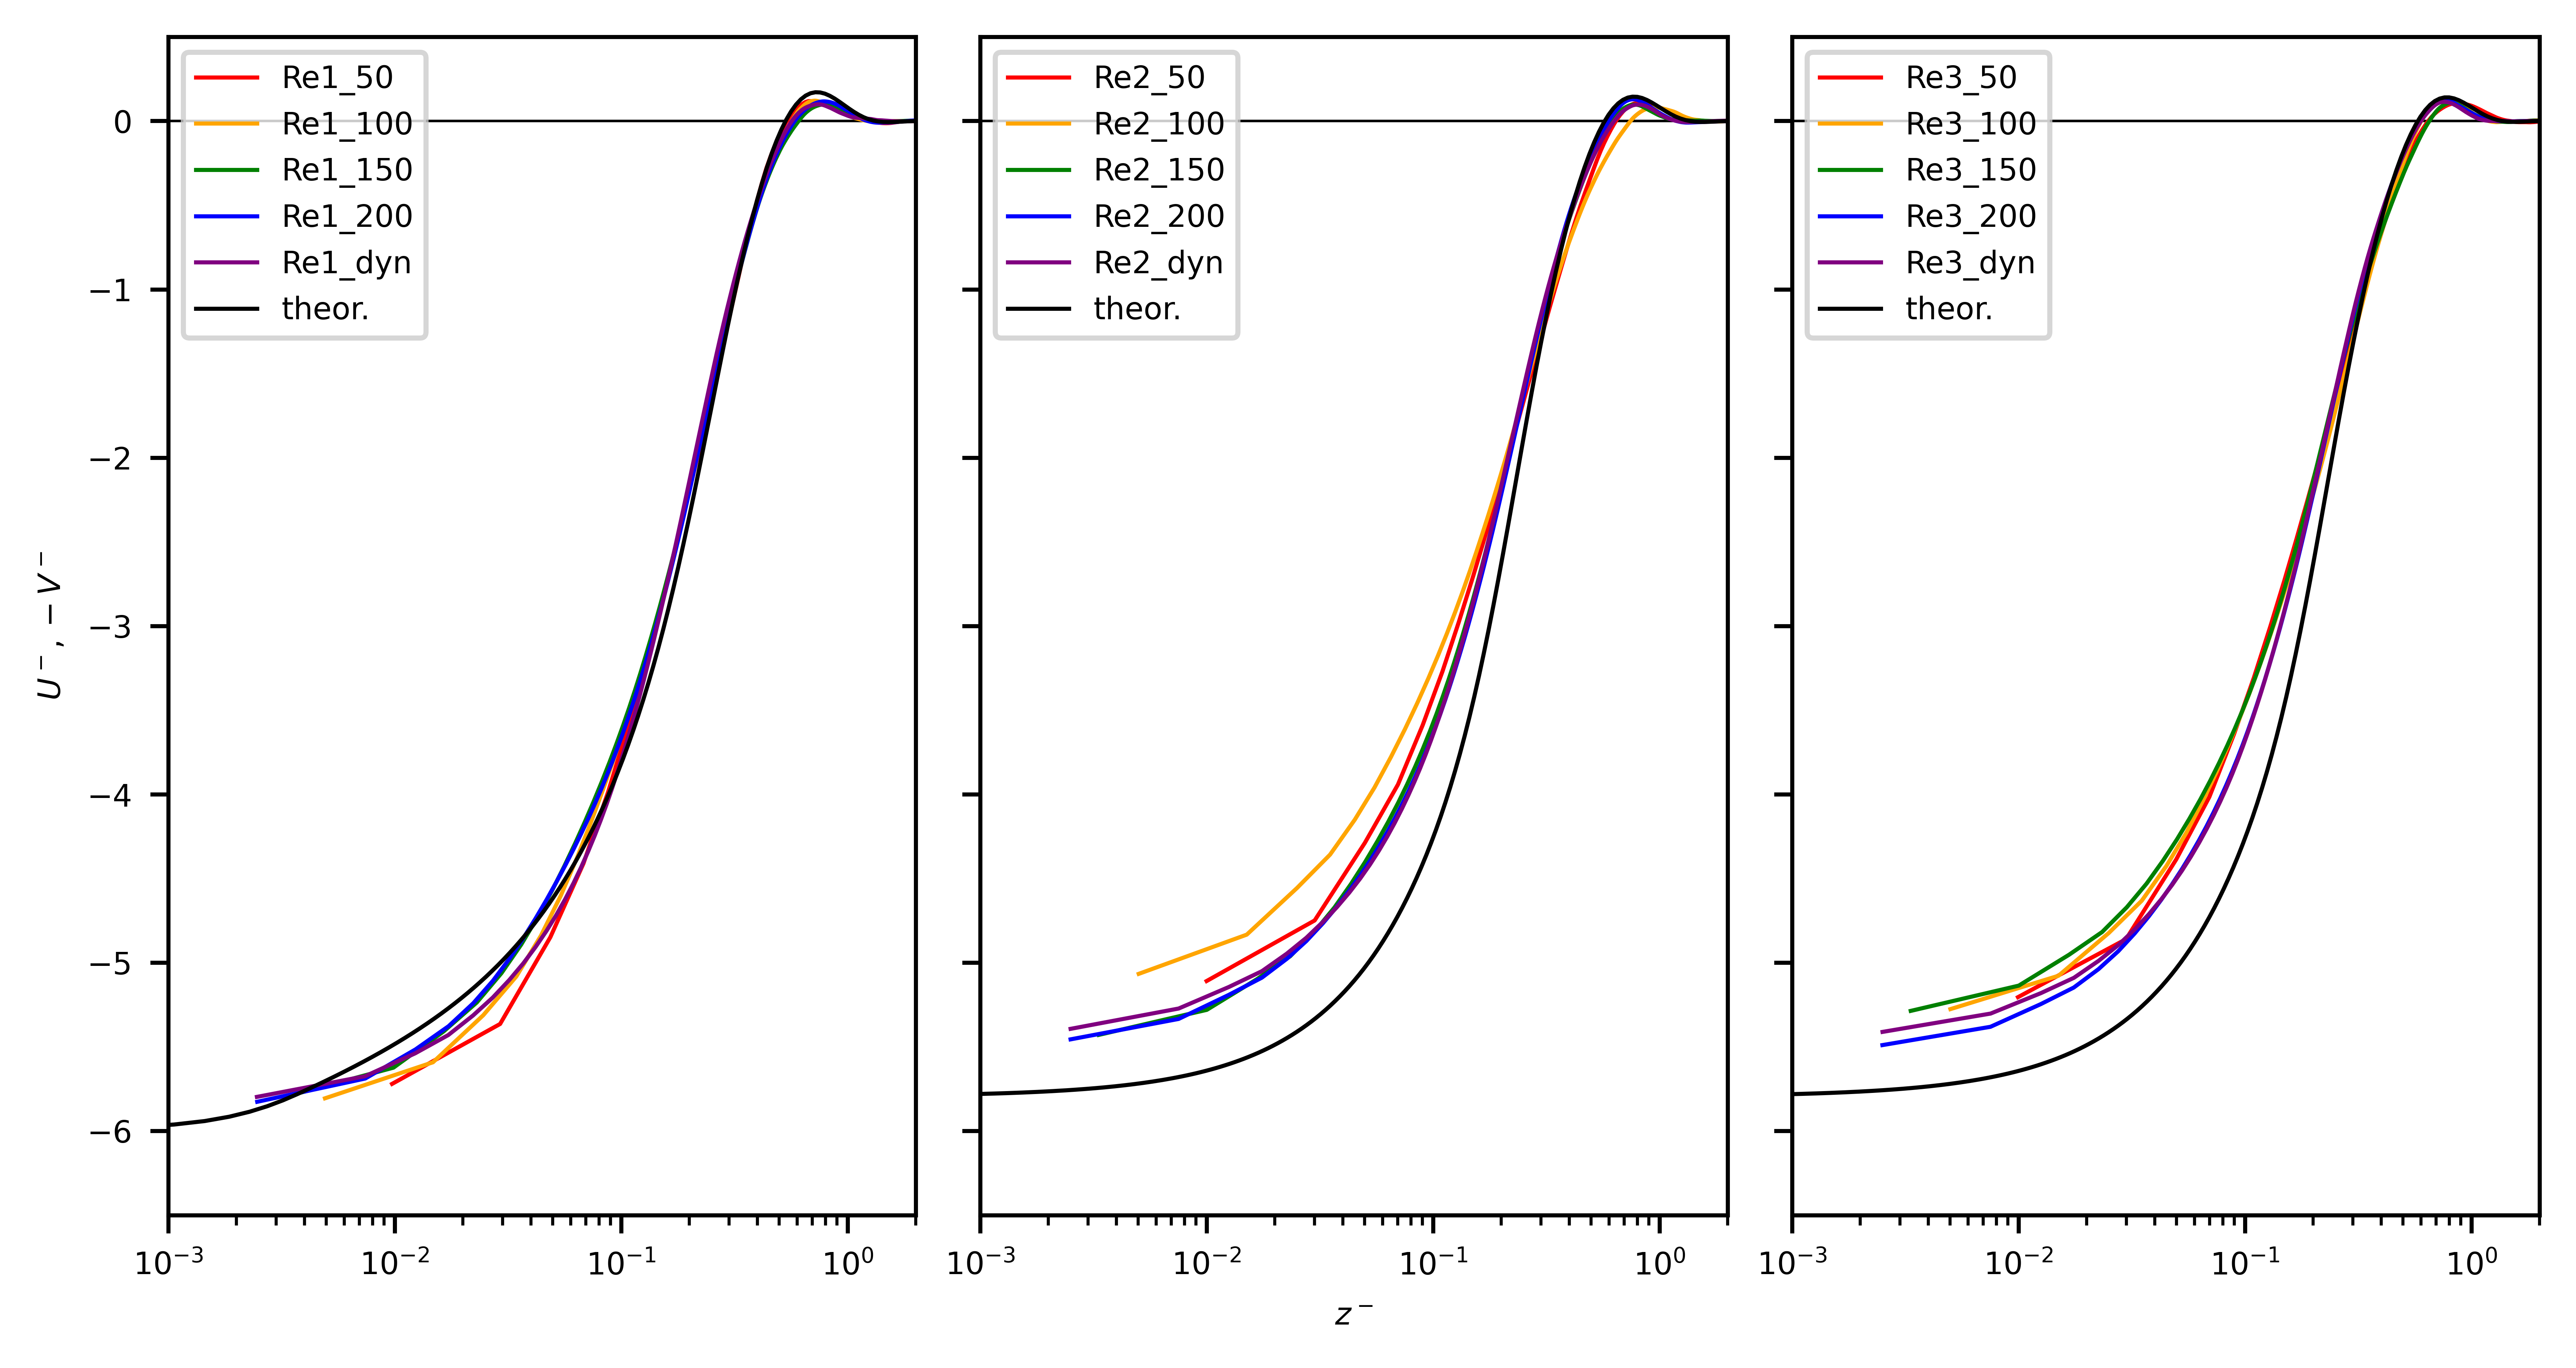 Re1_50
Re1_100
Re1_150
Re1_200
Re1_dyn
theor.
Re2_50
Re2_100
Re2_150
Re2_200
Re2_dyn
theor.
Re3_50
Re3_100
Re3_150
Re3_200
Re3_dyn
theor.
0
−1
−2
−3
−4
−5
−6
U⁻, −V⁻
10⁻³ 10⁻² 10⁻¹ 10⁰
10⁻³ 10⁻² 10⁻¹ 10⁰
10⁻³ 10⁻² 10⁻¹ 10⁰
z⁻